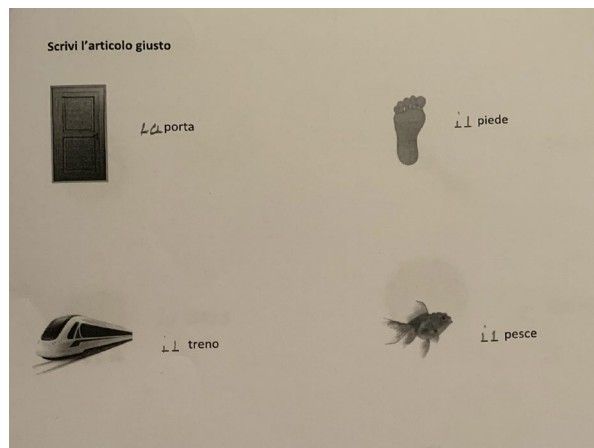 Scrivi l'articolo giusto
La porta
il piede
il treno
il pesce